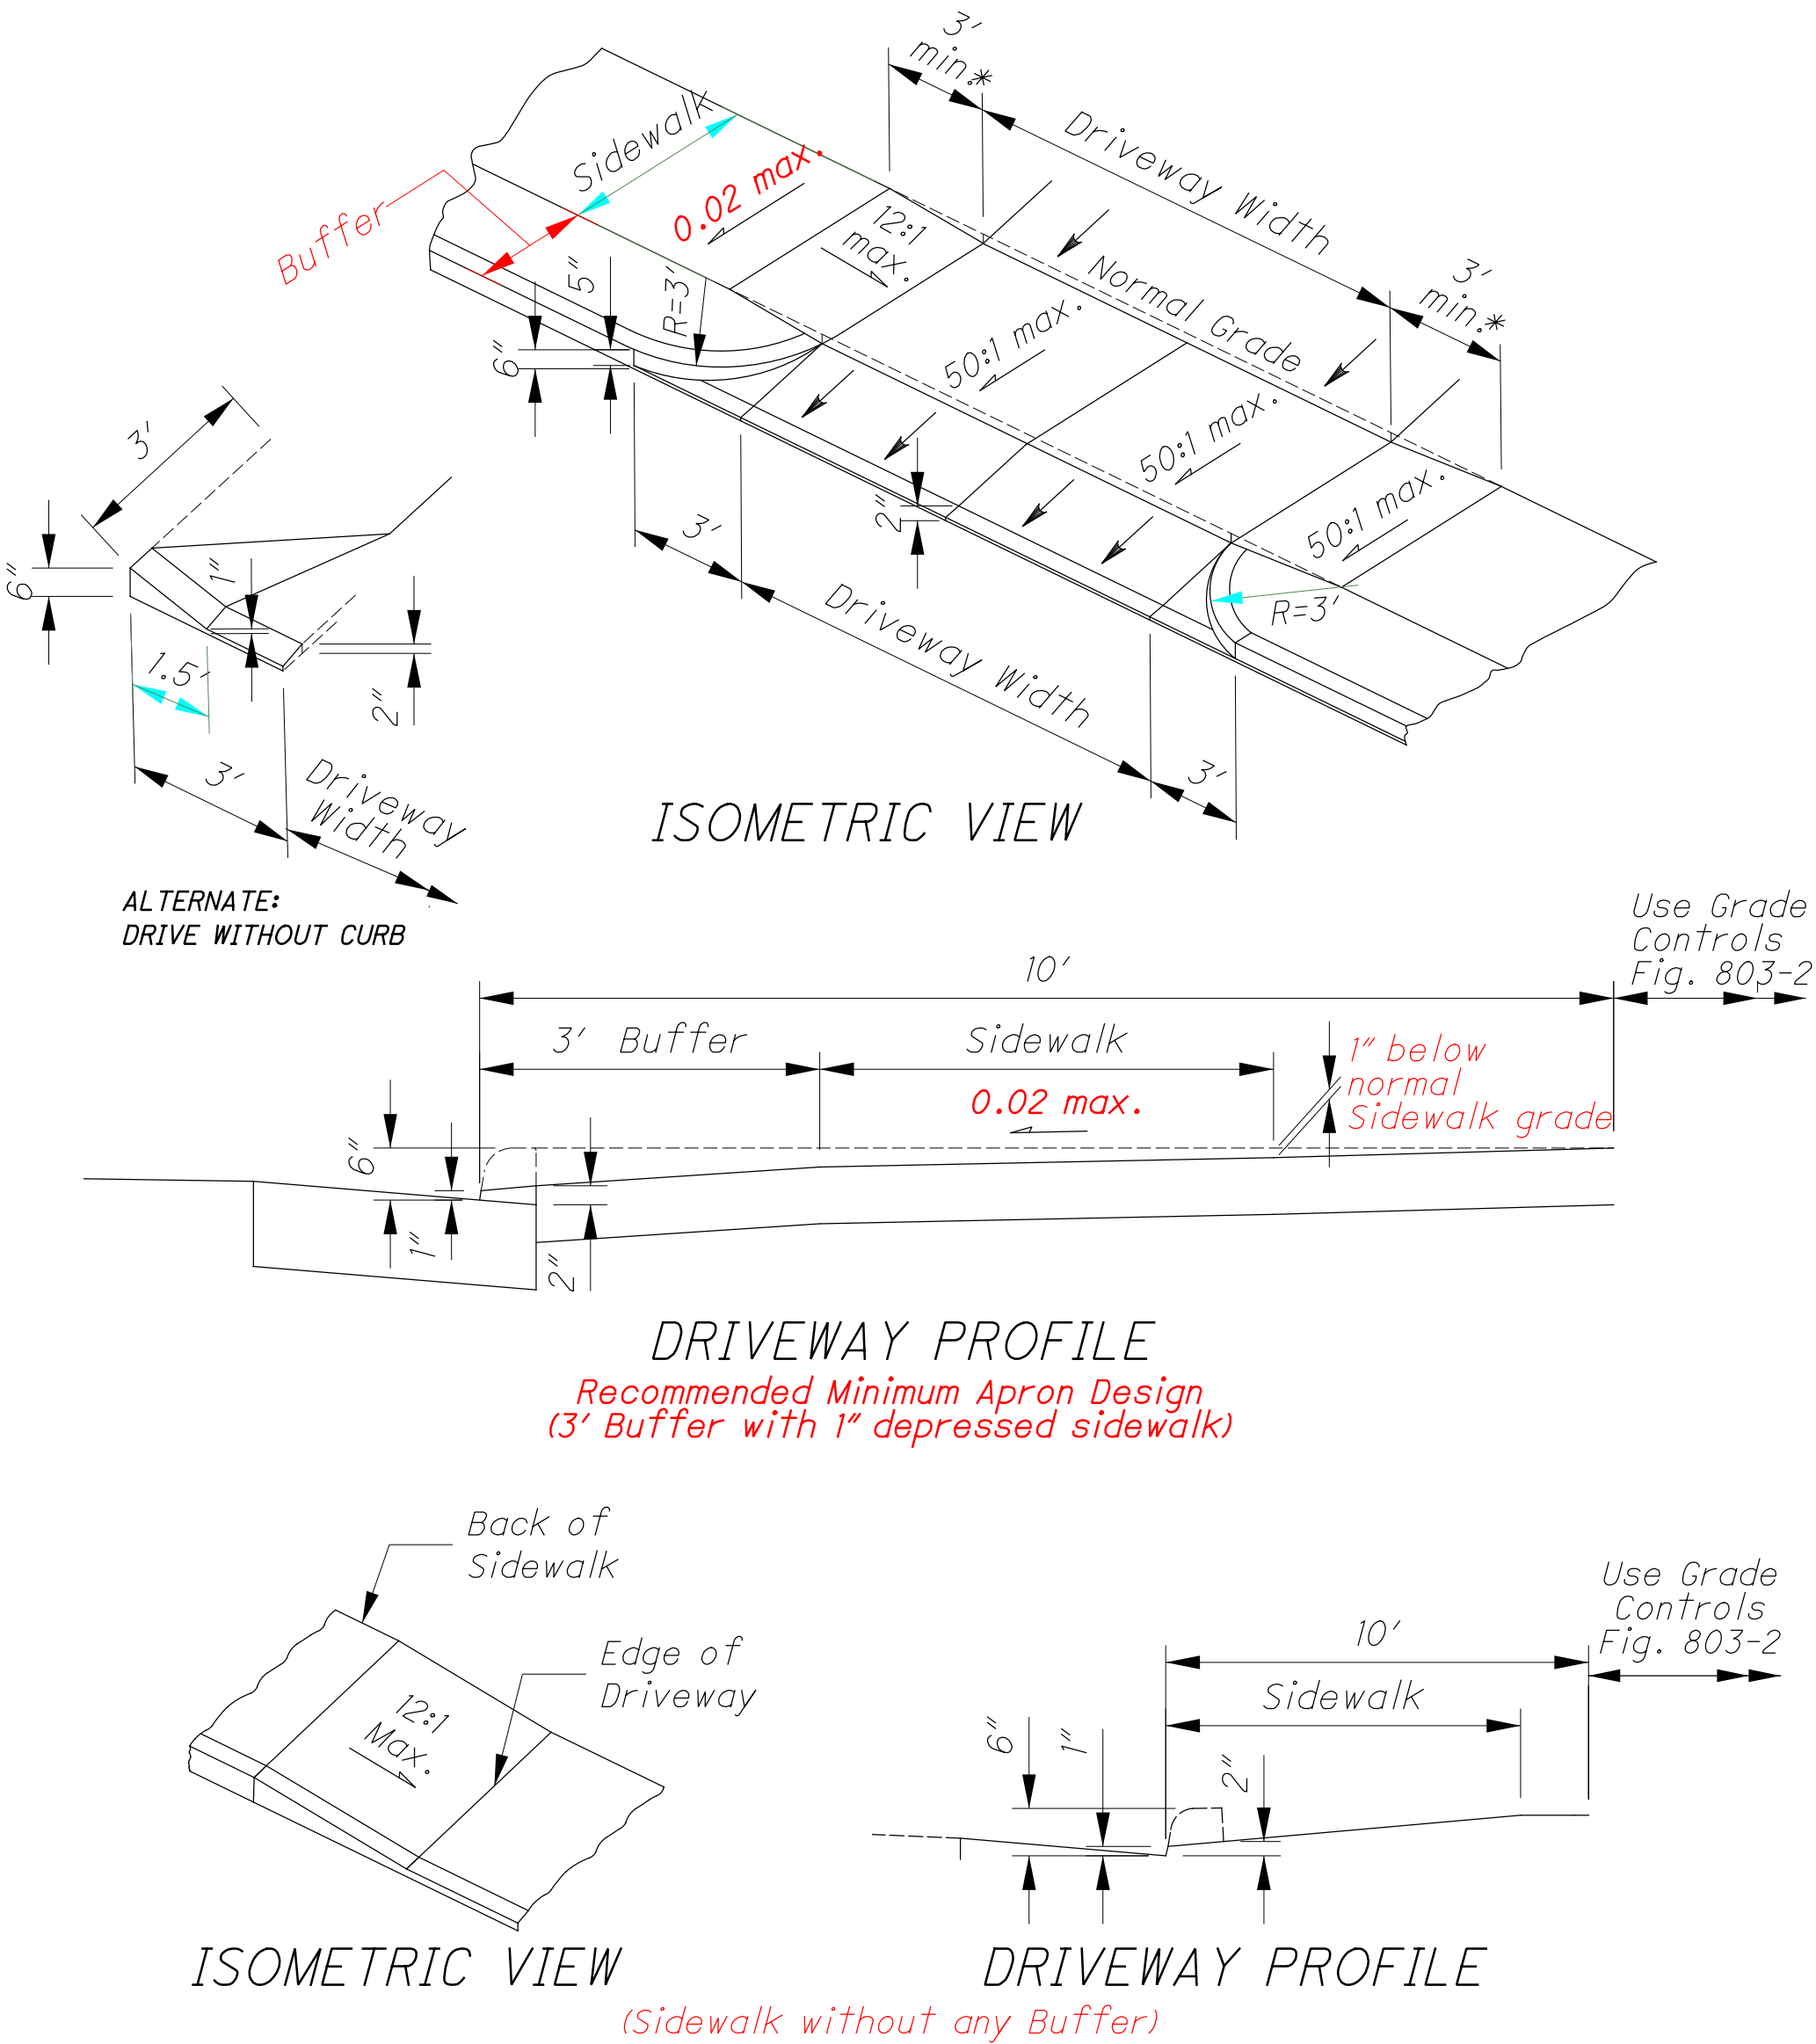 3'
min.*
Driveway Width
3'
min.*
Sidewalk
Buffer
0.02 max.
12:1
max.
Normal Grade
5"
6"
R=3'
50:1 max.
50:1 max.
50:1 max.
2"
R=3'
3'
Driveway Width
3'
ISOMETRIC VIEW
3'
6"
1"
1.5'
2"
3'
Driveway
Width
ALTERNATE:
DRIVE WITHOUT CURB
10'
Use Grade
Controls
Fig. 803-2
3' Buffer
Sidewalk
0.02 max.
1" below
normal
Sidewalk grade
6"
1"
2"
DRIVEWAY PROFILE
Recommended Minimum Apron Design
(3' Buffer with 1" depressed sidewalk)
Back of
Sidewalk
Edge of
Driveway
12:1
Max.
ISOMETRIC VIEW
10'
Use Grade
Controls
Fig. 803-2
Sidewalk
6"
1"
2"
DRIVEWAY PROFILE
(Sidewalk without any Buffer)